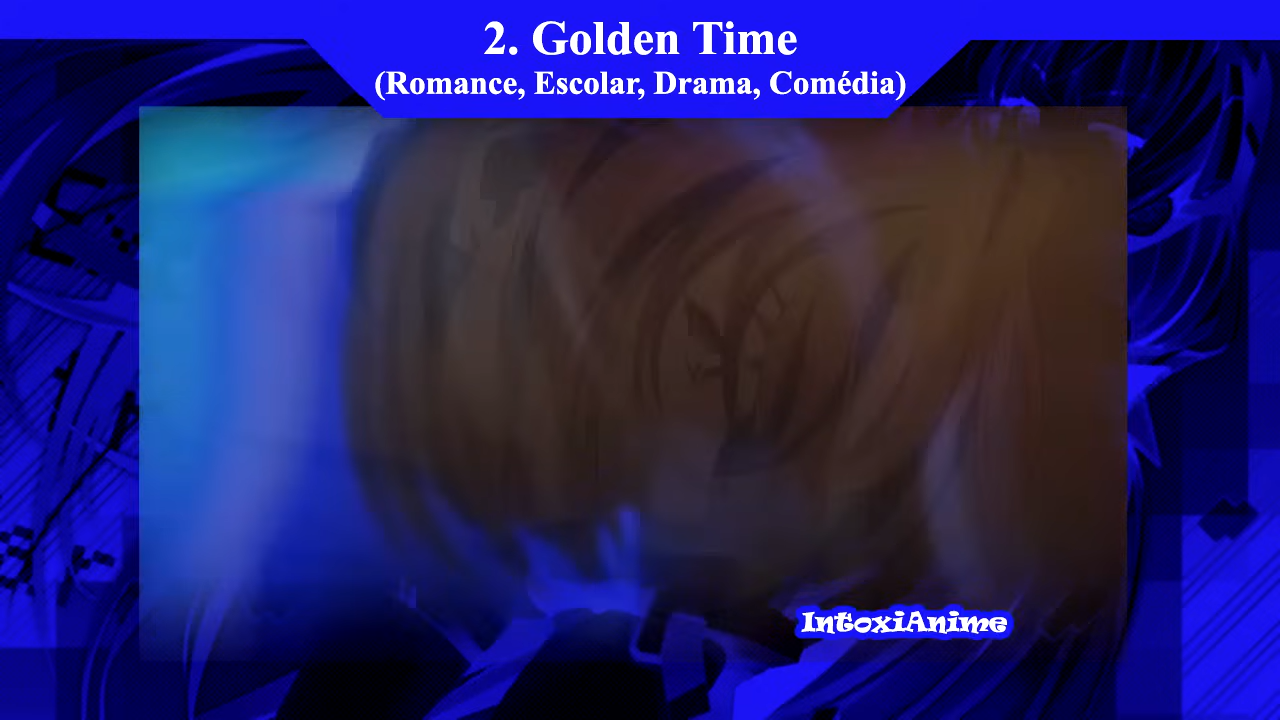 2. Golden Time
(Romance, Escolar, Drama, Comédia)
IntoxiAnime